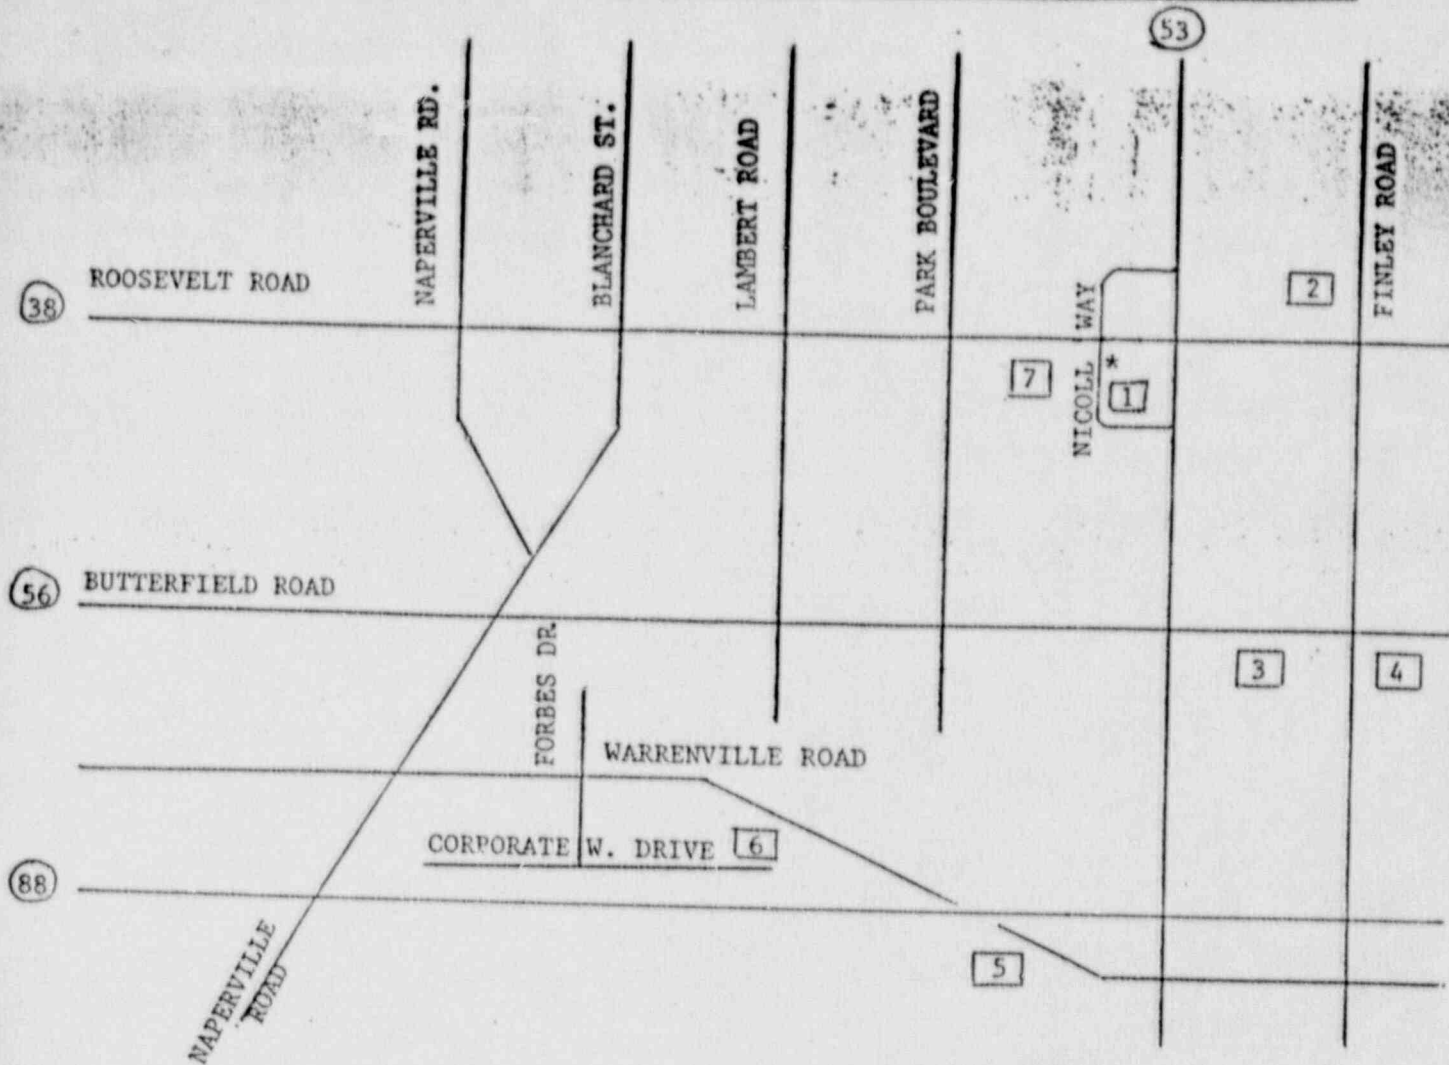 53
NAPERVILLE RD.
BLANCHARD ST.
LAMBERT ROAD
PARK BOULEVARD
FINLEY ROAD
38
ROOSEVELT ROAD
NICOLL WAY
2
7
*
1
56
BUTTERFIELD ROAD
3
4
FORBES DR.
WARRENVILLE ROAD
CORPORATE W. DRIVE
6
88
5
NAPERVILLE
ROAD